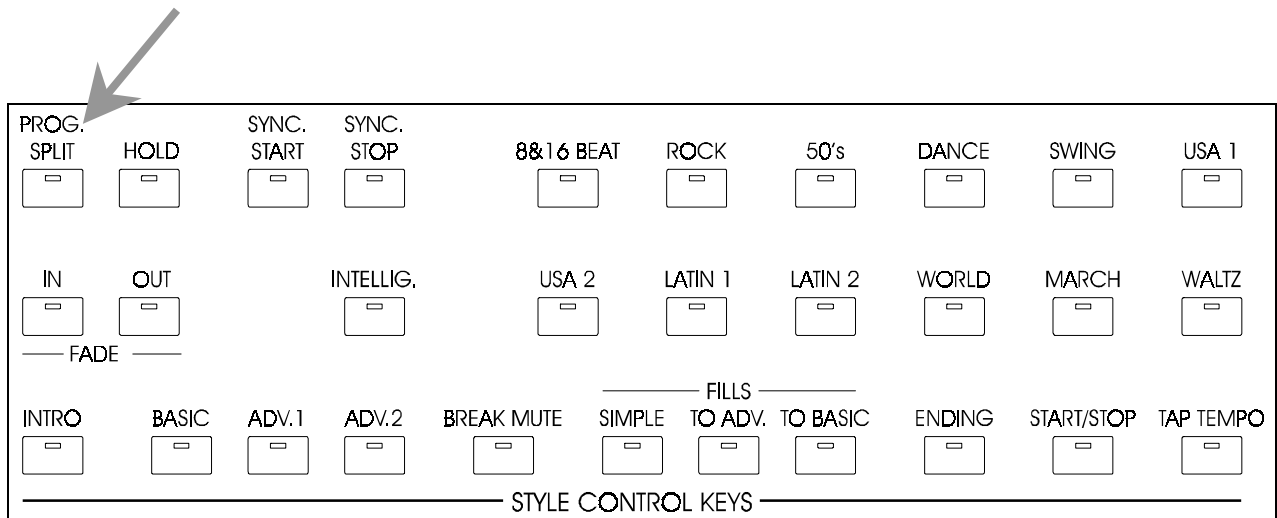 PROG. SYNC. SYNC.
SPLIT HOLD START STOP 8&16 BEAT ROCK 50's DANCE SWING USA 1
IN OUT INTELLIG. USA 2 LATIN 1 LATIN 2 WORLD MARCH WALTZ
FADE
FILLS
INTRO BASIC ADV.1 ADV.2 BREAK MUTE SIMPLE TO ADV. TO BASIC ENDING START/STOP TAP TEMPO
STYLE CONTROL KEYS